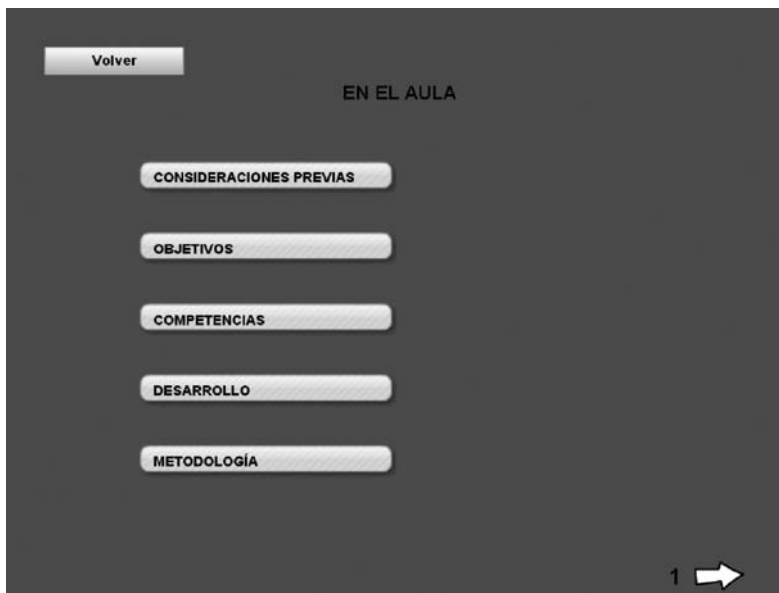 Volver
EN EL AULA
CONSIDERACIONES PREVIAS
OBJETIVOS
COMPETENCIAS
DESARROLLO
METODOLOGÍA
1